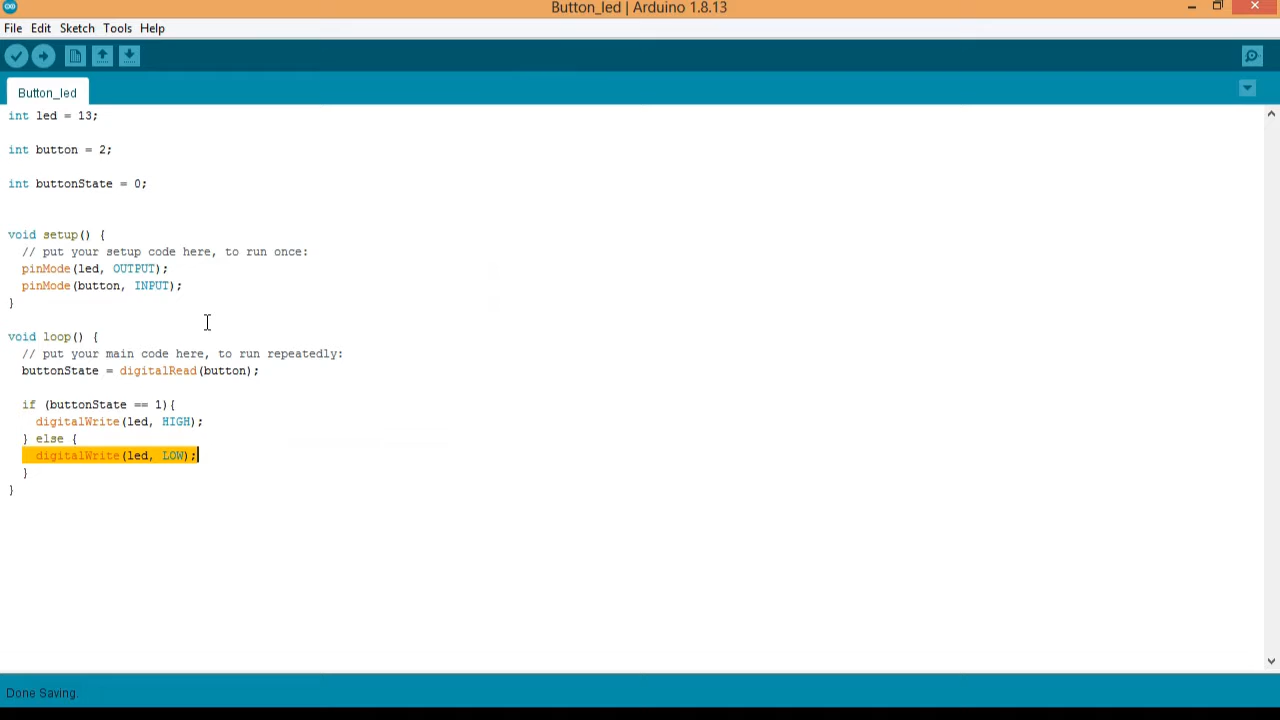 Button_led | Arduino 1.8.13
File Edit Sketch Tools Help
Button_led
int led = 13;
int button = 2;
int buttonState = 0;
void setup() {
  // put your setup code here, to run once:
  pinMode(led, OUTPUT);
  pinMode(button, INPUT);
}
void loop() {
  // put your main code here, to run repeatedly:
  buttonState = digitalRead(button);
  if (buttonState == 1){
    digitalWrite(led, HIGH);
  } else {
    digitalWrite(led, LOW);
  }
}
Done Saving.